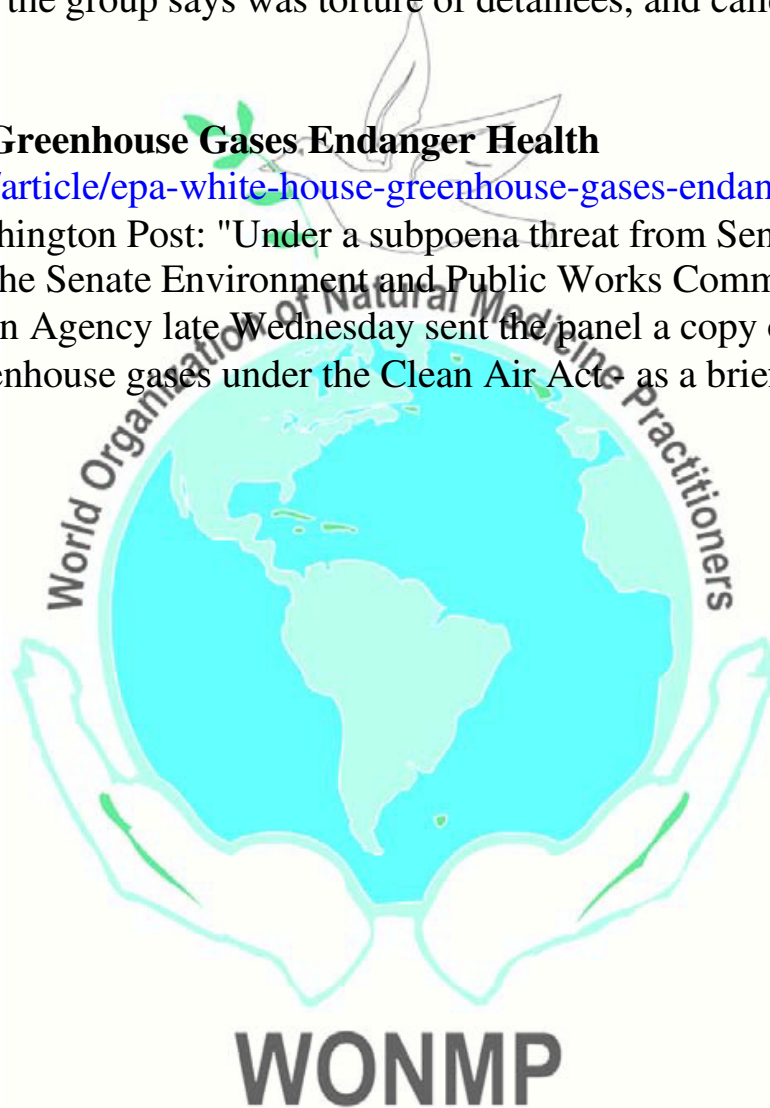 the group says was torture of detainees, and
Greenhouse Gases Endanger Health
/article/epa-white-house-greenhouse-gases-endan
hington Post: "Under a subpoena threat from Sen
he Senate Environment and Public Works Comm
n Agency late Wednesday sent the panel a copy
enhouse gases under the Clean Air Act - as a brief
World Organization of Natural Medicine Practitioners
WONMP